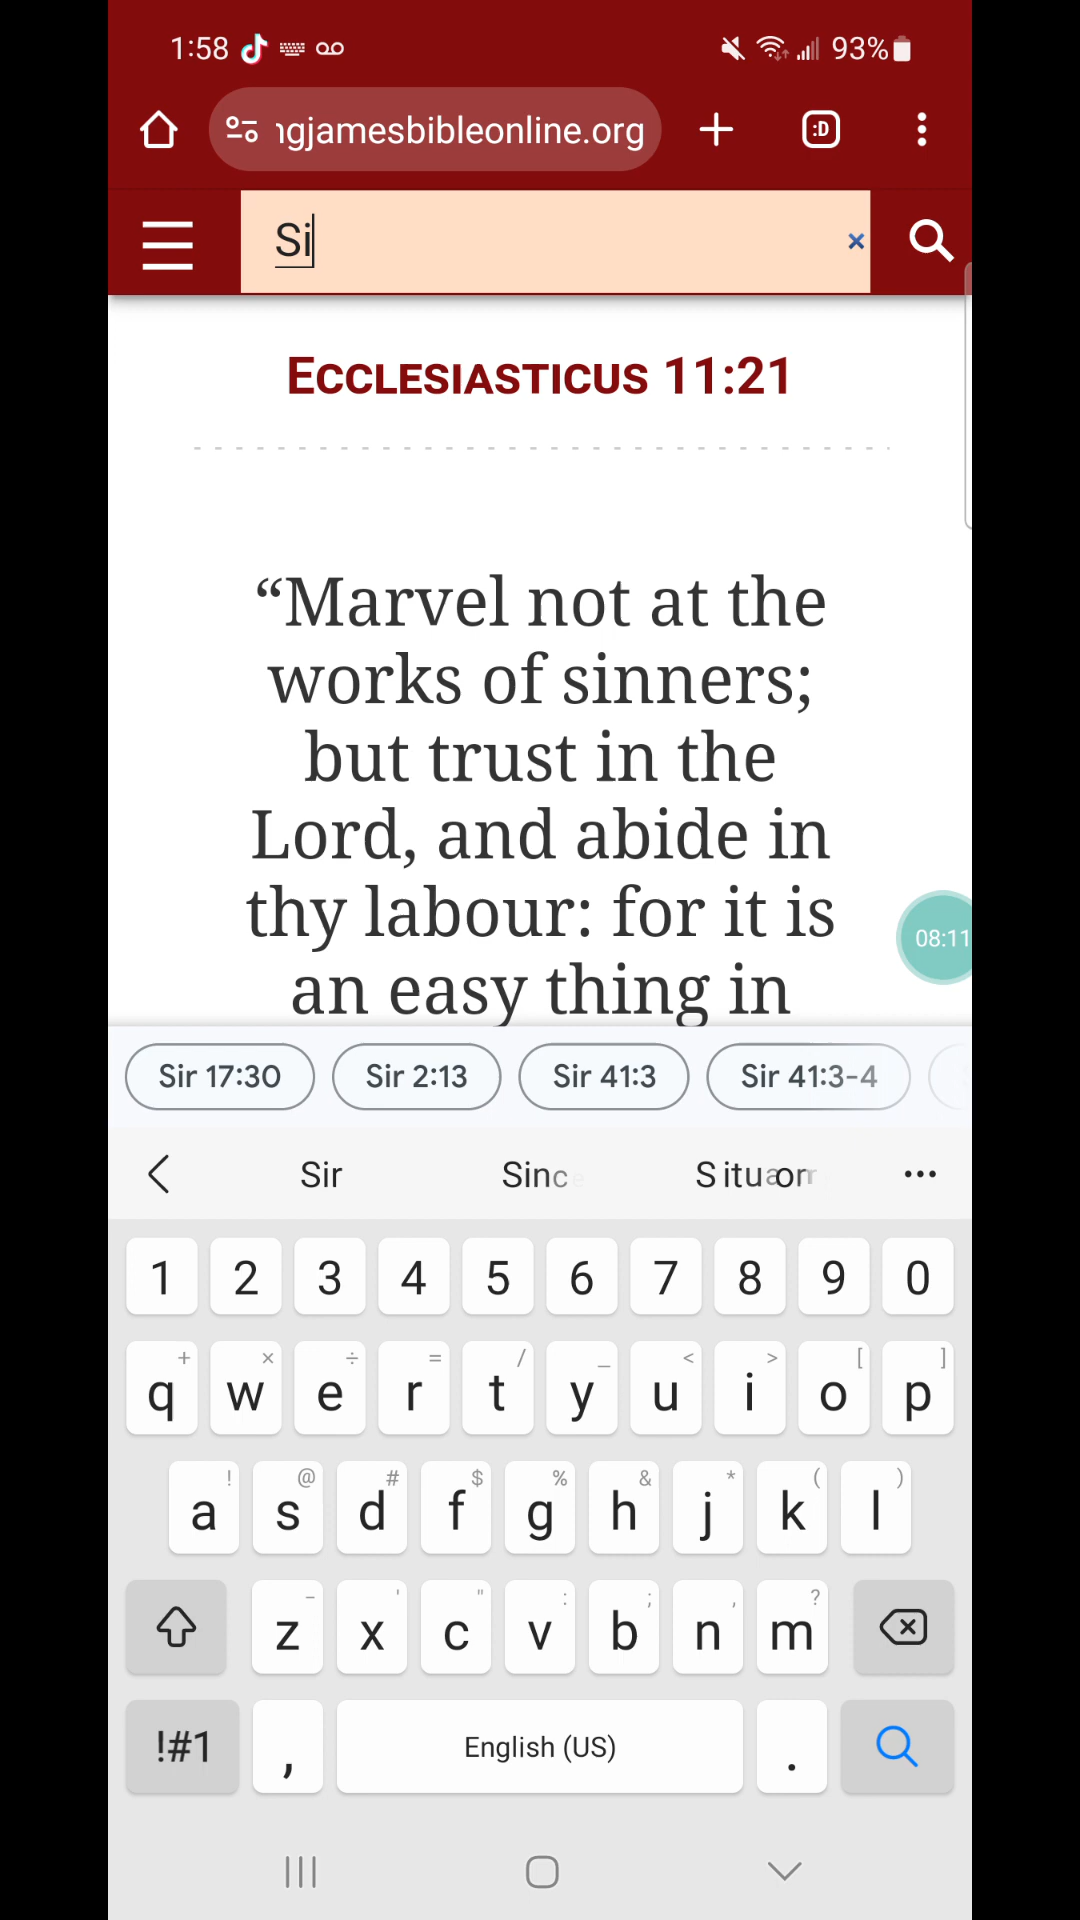 1:58 93%
ngjamesbibleonline.org + :D
Si ×
ECCLESIASTICUS 11:21
“Marvel not at the
works of sinners;
but trust in the
Lord, and abide in
thy labour: for it is
an easy thing in
08:11
Sir 17:30 Sir 2:13 Sir 41:3 Sir 41:3-4
Sir Since
1 2 3 4 5 6 7 8 9 0
+ × ÷ = / _ < > [ ]
q w e r t y u i o p
! @ # $ % & * ( )
a s d f g h j k l
- ' " : ; , ?
z x c v b n m
!#1 , English (US) .